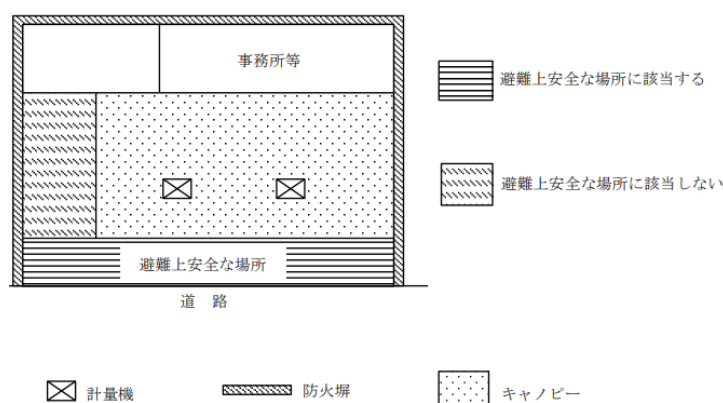 事務所等
避難上安全な場所に該当する
避難上安全な場所に該当しない
避難上安全な場所
道 路
計量機
防火塀
キャノピー